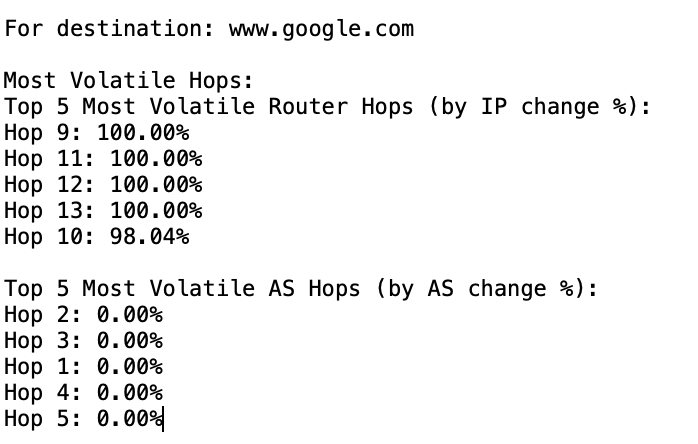 For destination: www.google.com
Most Volatile Hops:
Top 5 Most Volatile Router Hops (by IP change %):
Hop 9: 100.00%
Hop 11: 100.00%
Hop 12: 100.00%
Hop 13: 100.00%
Hop 10: 98.04%
Top 5 Most Volatile AS Hops (by AS change %):
Hop 2: 0.00%
Hop 3: 0.00%
Hop 1: 0.00%
Hop 4: 0.00%
Hop 5: 0.00%